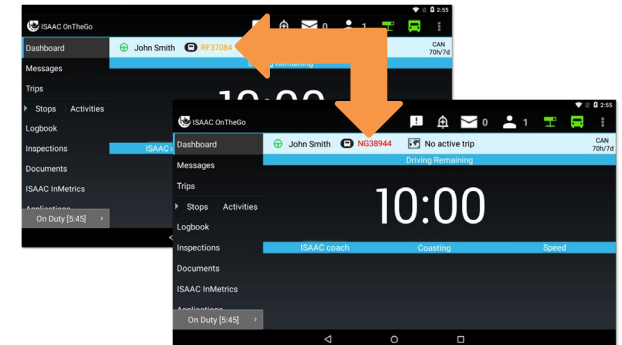 2:55
ISAAC OnTheGo
0
1
Dashboard
John Smith
RF37084
CAN
70h/7d
Driving Remaining
Messages
Trips
Stops
Activities
Logbook
Inspections
ISAAC
Documents
ISAAC InMetrics
On Duty [5:45]
2:55
ISAAC OnTheGo
0
1
Dashboard
John Smith
NG38944
No active trip
CAN
70h/7d
Driving Remaining
Messages
Trips
10:00
Stops
Activities
Logbook
Inspections
ISAAC coach
Coasting
Speed
Documents
ISAAC InMetrics
Applications
On Duty [5:45]